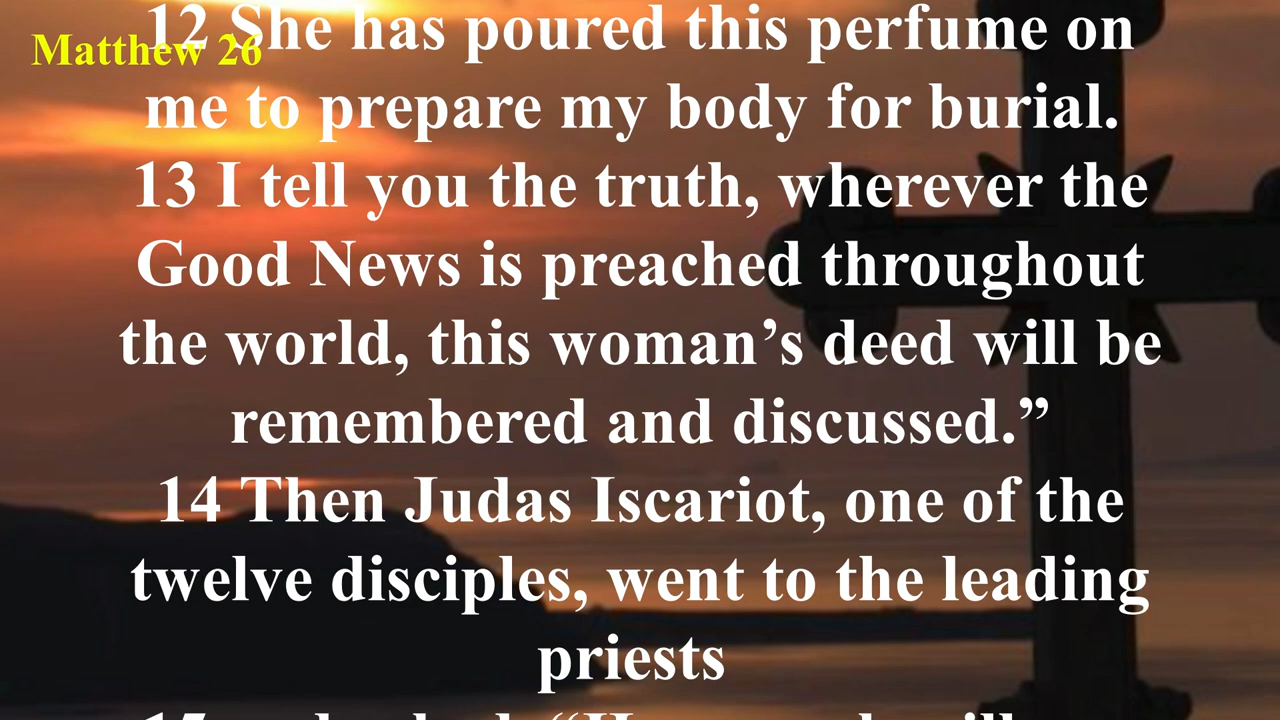 Matthew 26
12 She has poured this perfume on
me to prepare my body for burial.
13 I tell you the truth, wherever the
Good News is preached throughout
the world, this woman’s deed will be
remembered and discussed.”
14 Then Judas Iscariot, one of the
twelve disciples, went to the leading
priests